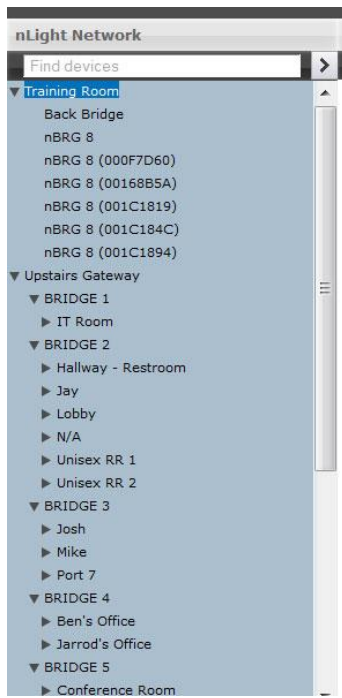 nLight Network
Find devices
Training Room
Back Bridge
nBRG 8
nBRG 8 (000F7D60)
nBRG 8 (00168B5A)
nBRG 8 (001C1819)
nBRG 8 (001C184C)
nBRG 8 (001C1894)
Upstairs Gateway
BRIDGE 1
IT Room
BRIDGE 2
Hallway - Restroom
Jay
Lobby
N/A
Unisex RR 1
Unisex RR 2
BRIDGE 3
Josh
Mike
Port 7
BRIDGE 4
Ben's Office
Jarrod's Office
BRIDGE 5
Conference Room